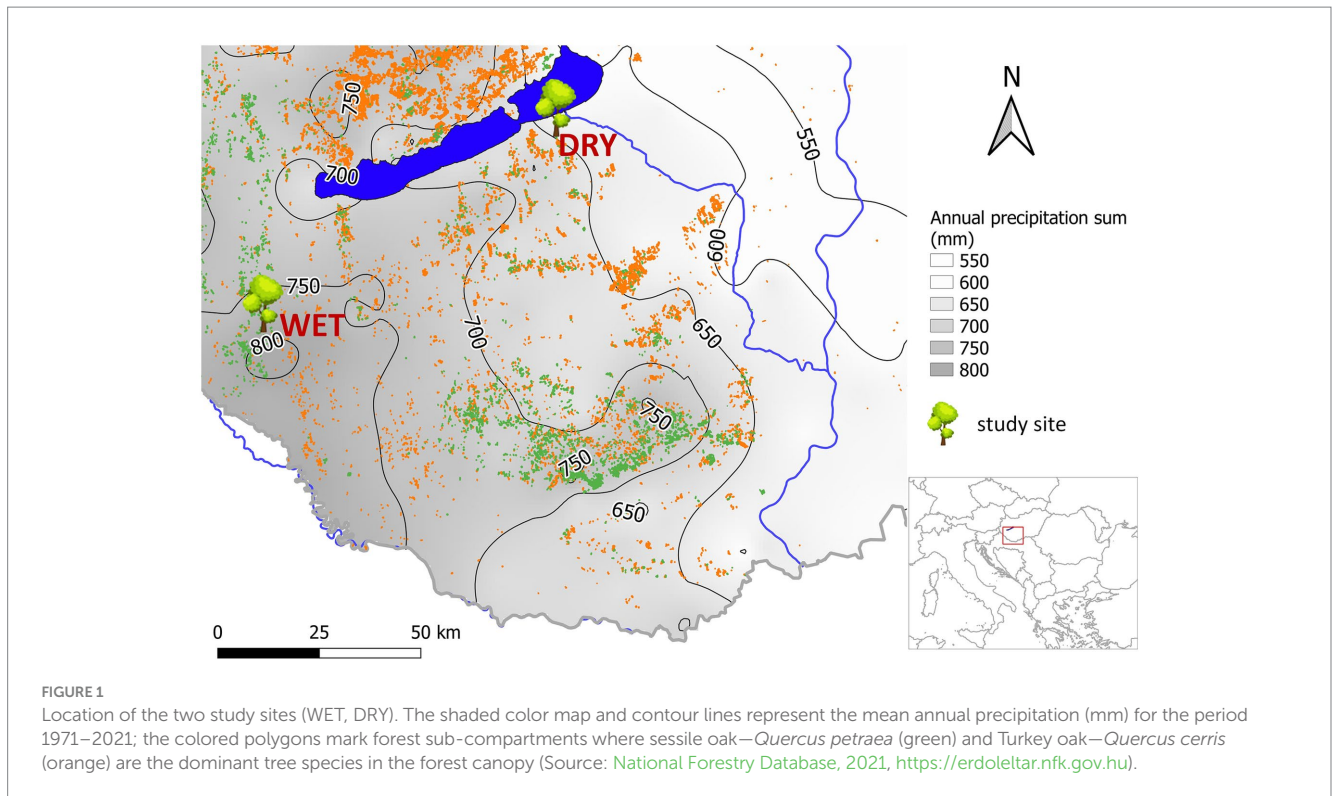 750
700
DRY
550
600
750
WET
800
700
650
750
750
650
N
Annual precipitation sum
(mm)
550
600
650
700
750
800
study site
0 25 50 km
FIGURE 1
Location of the two study sites (WET, DRY). The shaded color map and contour lines represent the mean annual precipitation (mm) for the period
1971–2021; the colored polygons mark forest sub-compartments where sessile oak—Quercus petraea (green) and Turkey oak—Quercus cerris
(orange) are the dominant tree species in the forest canopy (Source: National Forestry Database, 2021, https://erdoleltar.nfk.gov.hu).